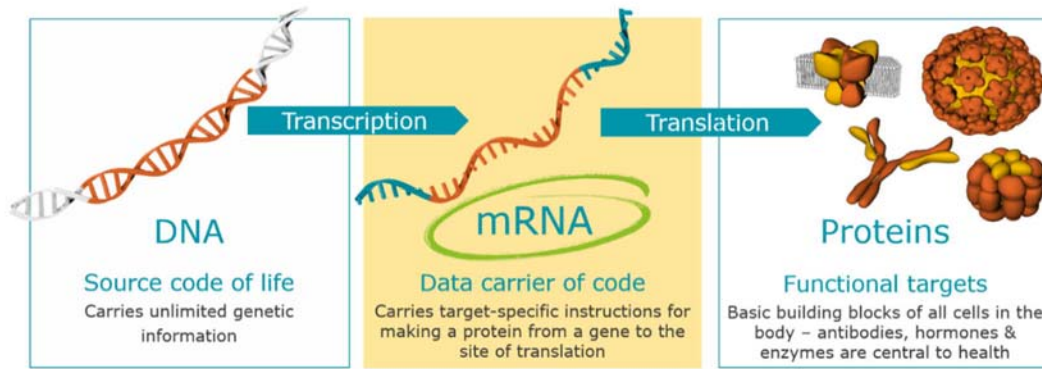 Transcription
Translation
DNA
Source code of life
Carries unlimited genetic
information
mRNA
Data carrier of code
Carries target-specific instructions for
making a protein from a gene to the
site of translation
Proteins
Functional targets
Basic building blocks of all cells in the
body – antibodies, hormones &
enzymes are central to health